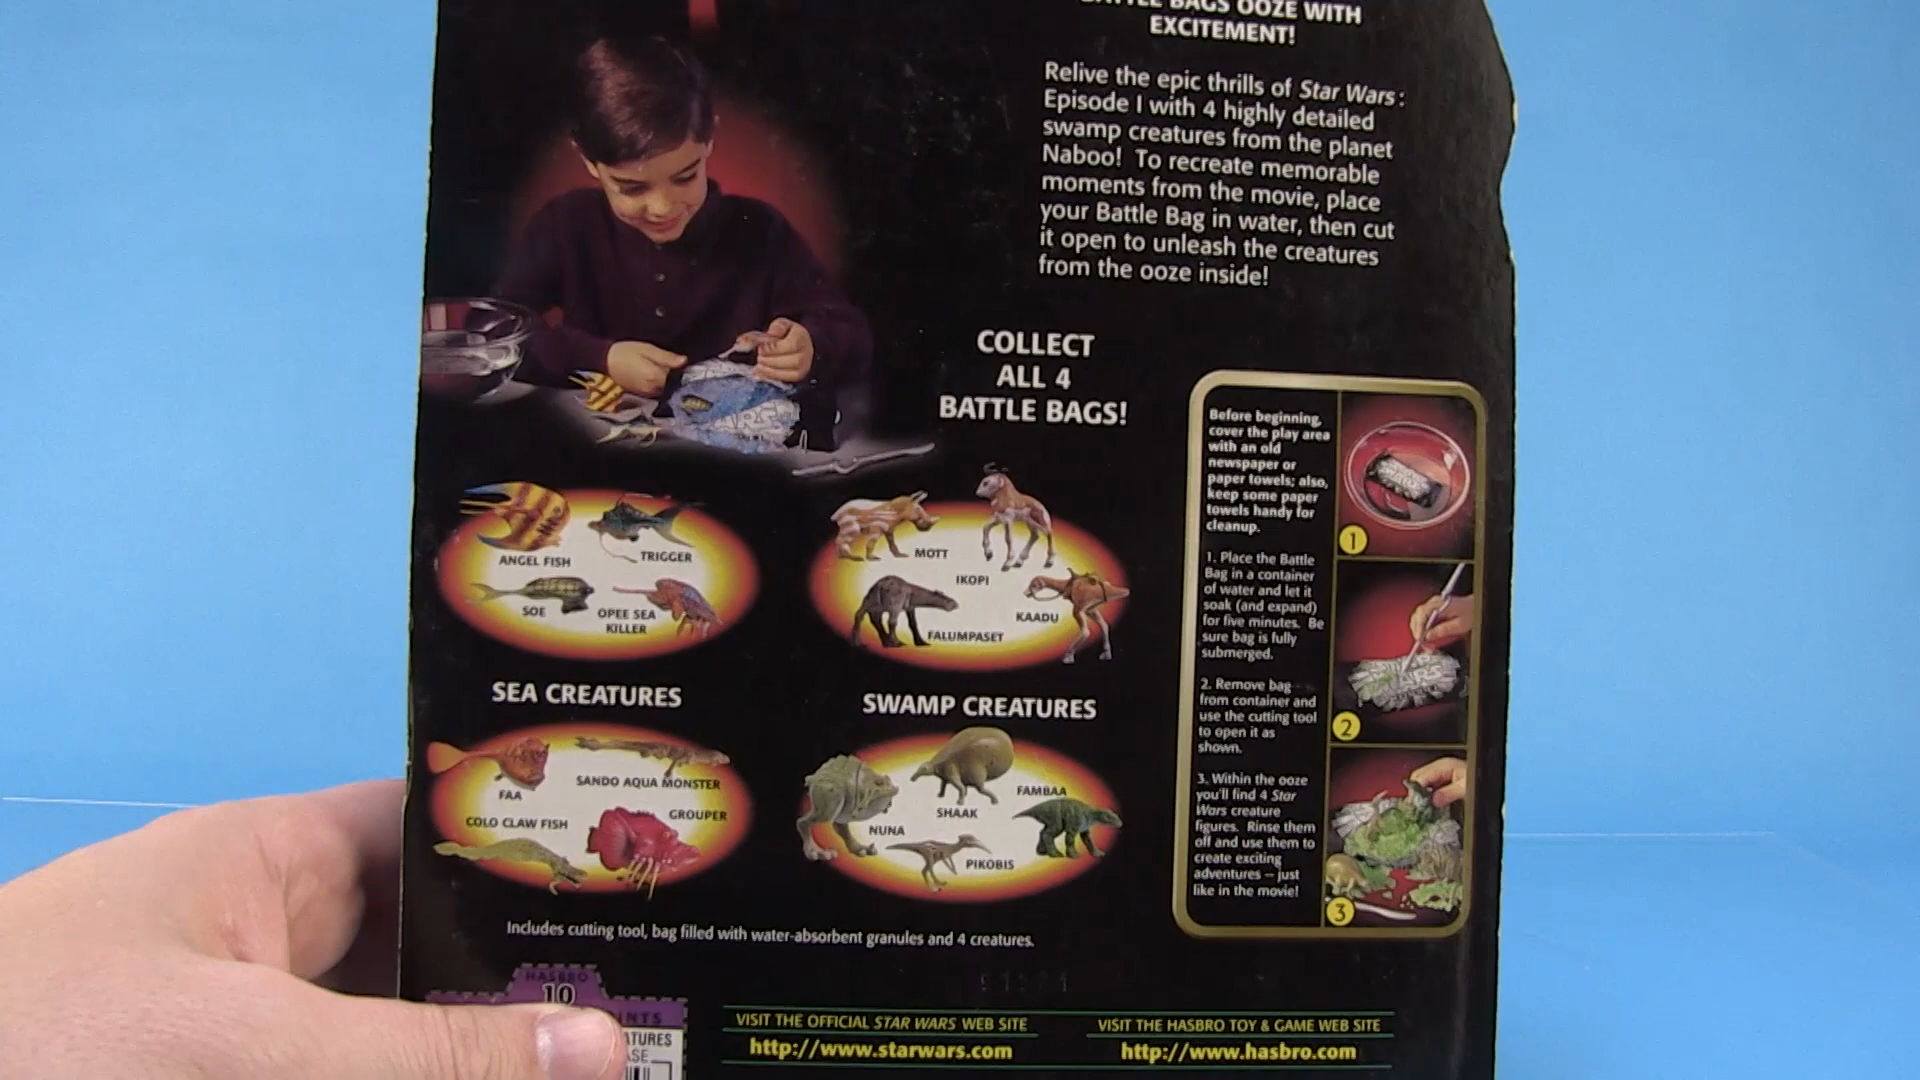 BAGS OOZE WITH
EXCITEMENT!
Relive the epic thrills of Star Wars:
Episode I with 4 highly detailed
swamp creatures from the planet
Naboo! To recreate memorable
moments from the movie, place
your Battle Bag in water, then cut
it open to unleash the creatures
from the ooze inside!
COLLECT
ALL 4
BATTLE BAGS!
ANGEL FISH
TRIGGER
SOE
OPEE SEA
KILLER
SEA CREATURES
MOTT
IKOPI
KAADU
FALUMPASET
SWAMP CREATURES
FAA
SANDO AQUA MONSTER
COLO CLAW FISH
GROUPER
NUNA
SHAAK
FAMBAA
PIKOBIS
Before beginning,
cover the play area
with an old
newspaper or
paper towels; also,
keep some paper
towels handy for
cleanup.
1. Place the Battle
Bag in a container
of water and let it
soak (and expand)
for five minutes. Be
sure bag is fully
submerged.
2. Remove bag
from container and
use the cutting tool
to open it as
shown.
3. Within the ooze
you'll find 4 Star
Wars creature
figures. Rinse them
off and use them to
create exciting
adventures – just
like in the movie!
1
2
3
Includes cutting tool, bag filled with water-absorbent granules and 4 creatures.
HASBRO
10
VISIT THE OFFICIAL STAR WARS WEB SITE
http://www.starwars.com
VISIT THE HASBRO TOY & GAME WEB SITE
http://www.hasbro.com